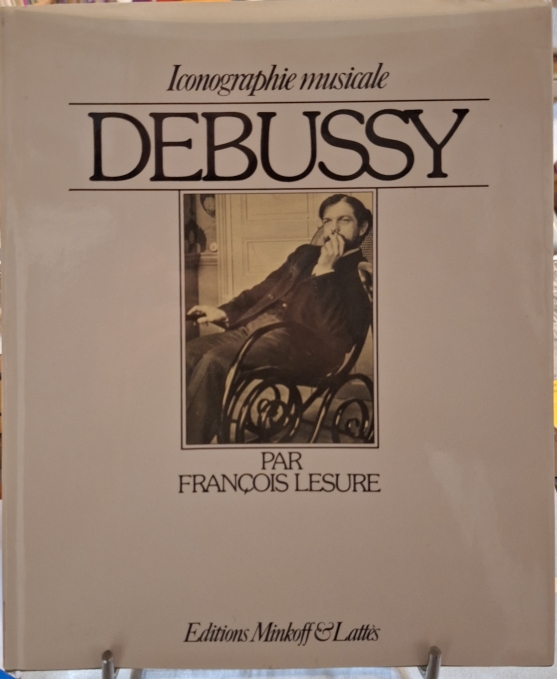 Iconographie musicale
DEBUSSY
PAR
FRANÇOIS LESURE
Editions Minkoff & Lattès